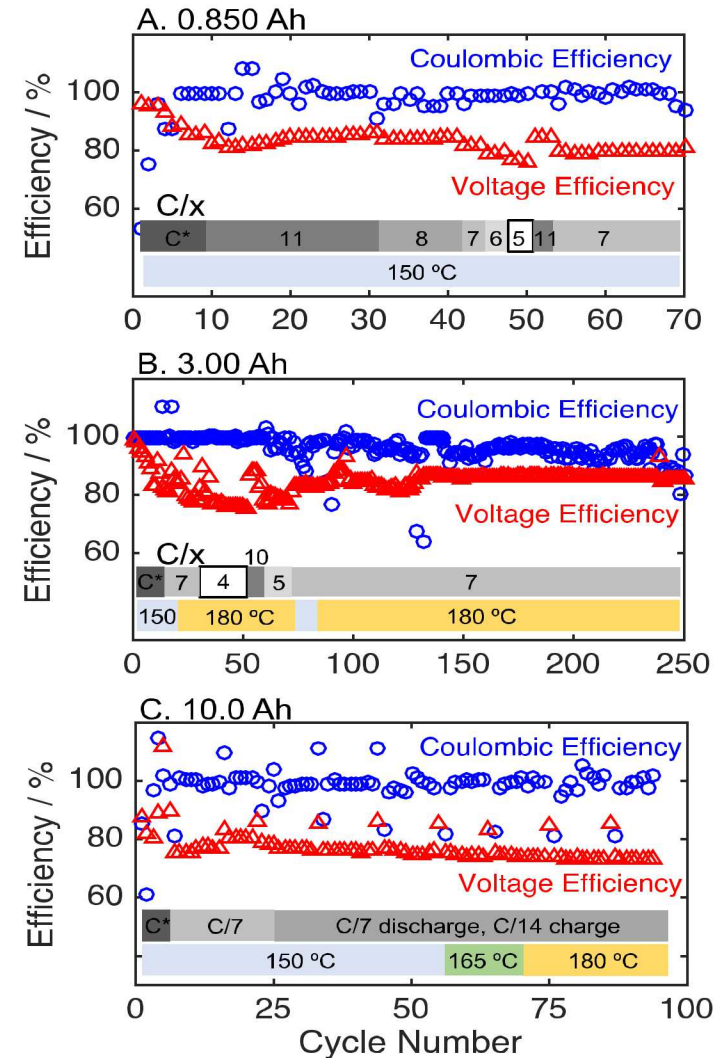 A. 0.850 Ah
Coulombic Efficiency
100
80
60
Efficiency / %
Voltage Efficiency
C/x
C* 11 8 7 6 5 11 7
150 ºC
0 10 20 30 40 50 60 70
B. 3.00 Ah
Coulombic Efficiency
100
80
60
Efficiency / %
Voltage Efficiency
C/x 10
C* 7 4 5 7
150 180 ºC 180 ºC
0 50 100 150 200 250
C. 10.0 Ah
Coulombic Efficiency
100
80
60
Efficiency / %
Voltage Efficiency
C* C/7 C/7 discharge, C/14 charge
150 ºC 165 ºC 180 ºC
0 25 50 75 100
Cycle Number